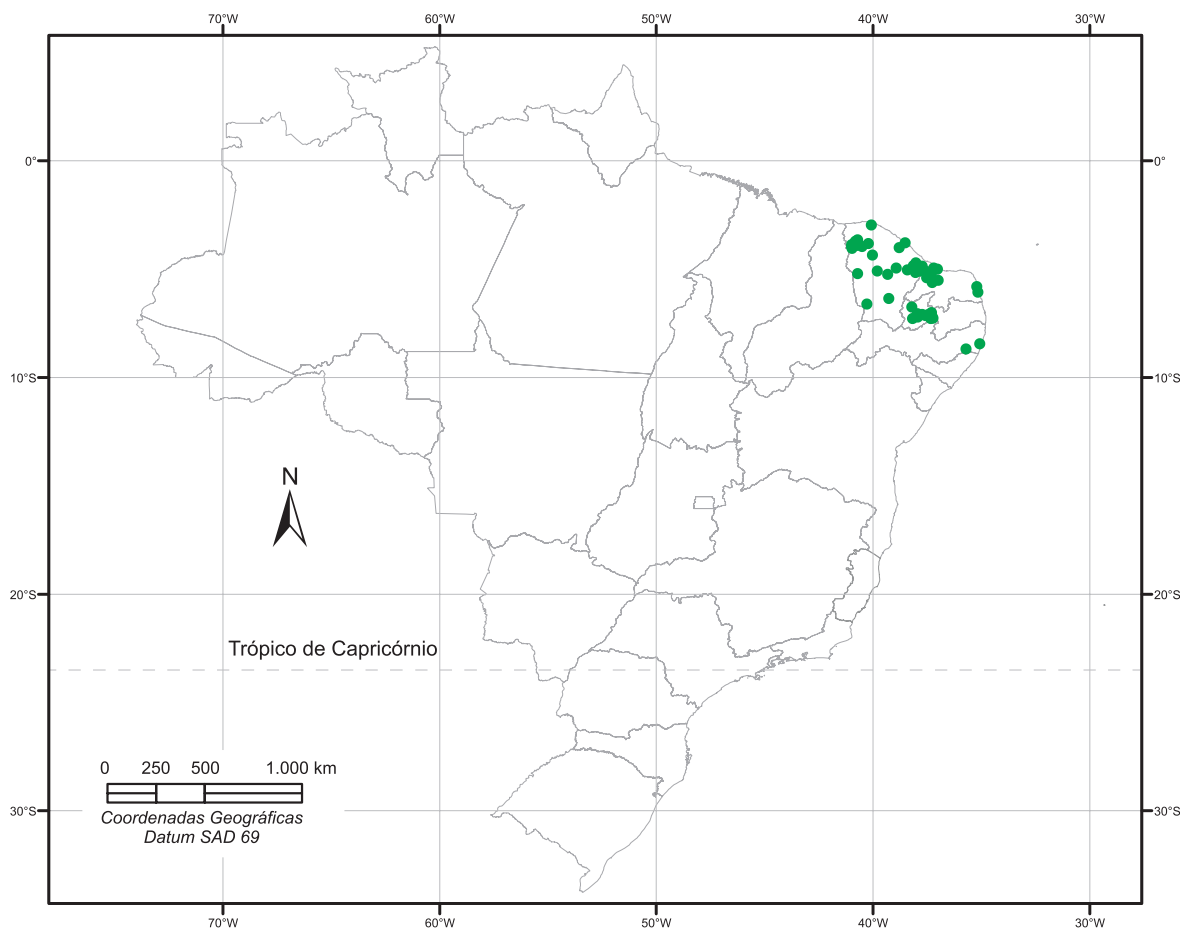 70°W 60°W 50°W 40°W 30°W
0° 0°
10°S 10°S
N
20°S 20°S
Trópico de Capricórnio
0 250 500 1.000 km
30°S 30°S
Coordenadas Geográficas
Datum SAD 69
70°W 60°W 50°W 40°W 30°W